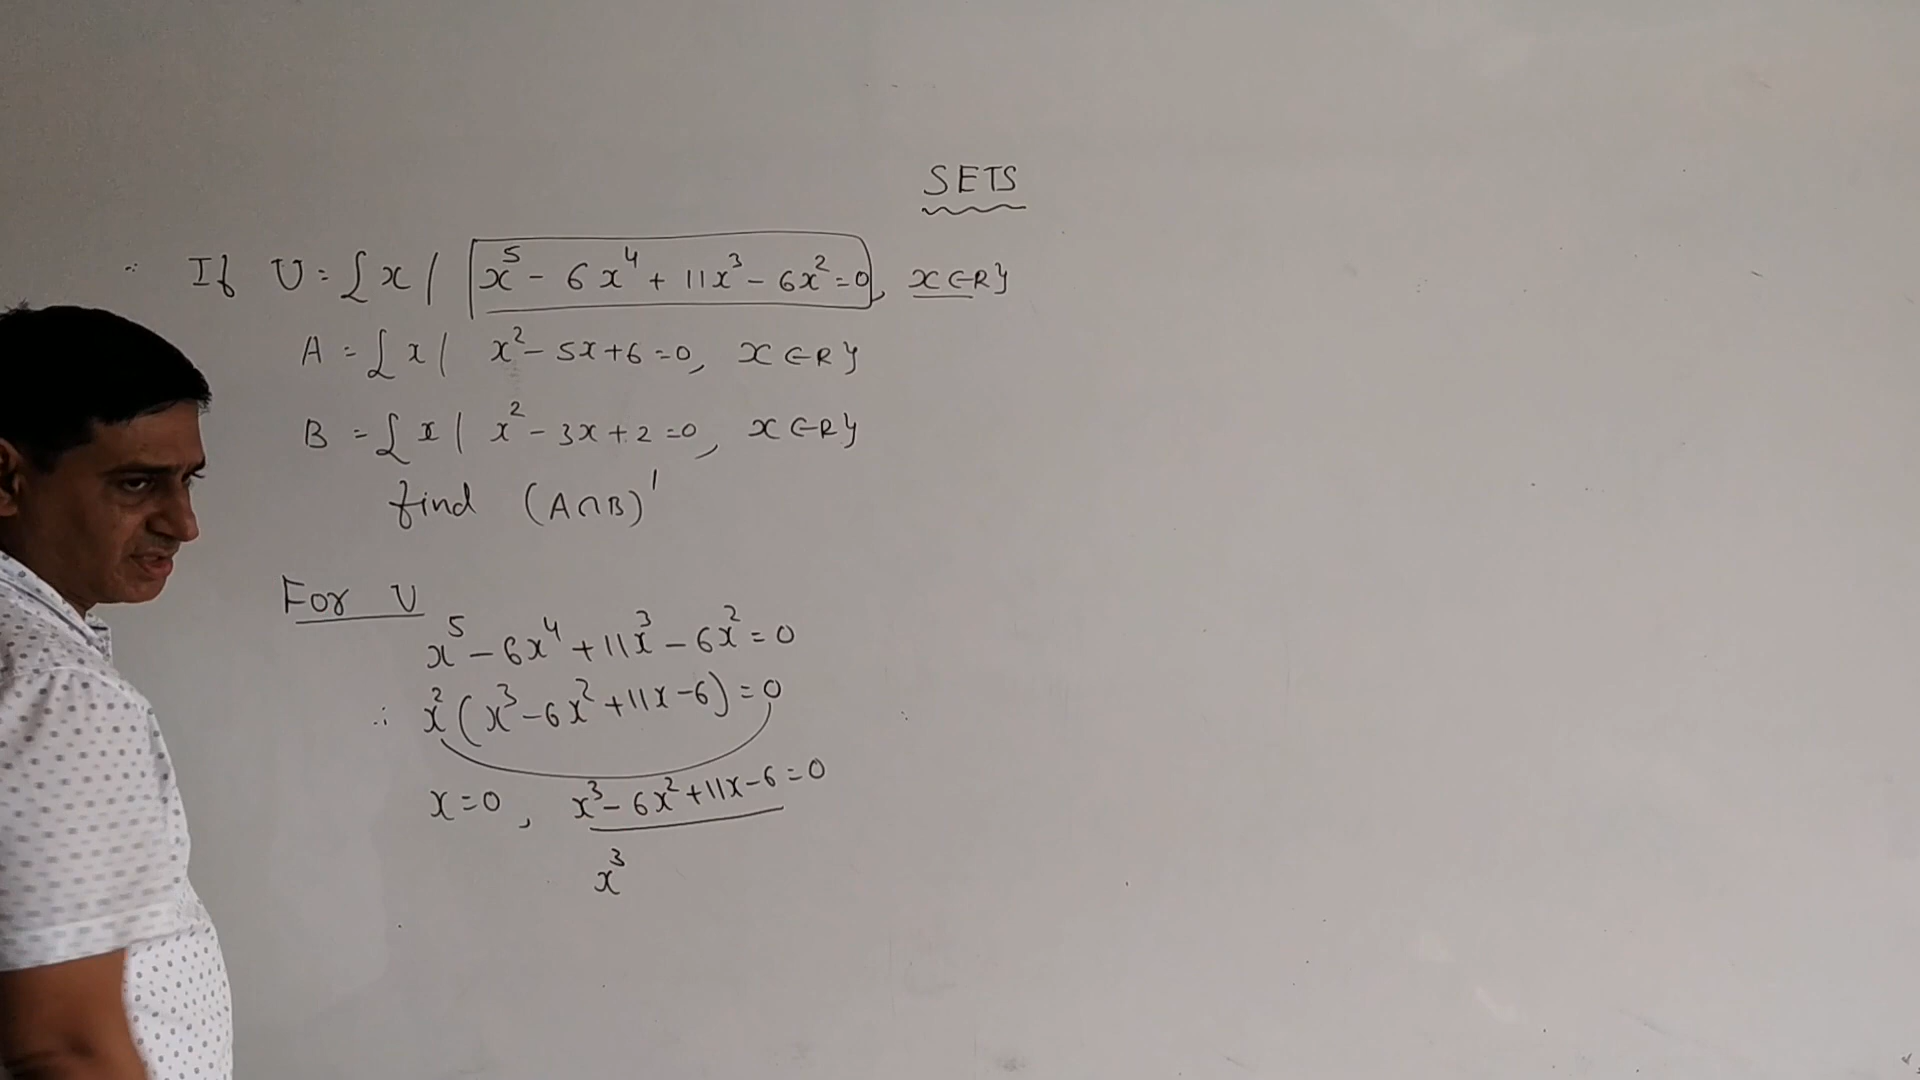 SETS
∴ If U = {x / x⁵ - 6x⁴ + 11x³ - 6x² = 0, x∈R}
A = {x / x² - 5x + 6 = 0, x∈R}
B = {x | x² - 3x + 2 = 0, x∈R}
find (A∩B)'
For U
x⁵ - 6x⁴ + 11x³ - 6x² = 0
∴ x²(x³ - 6x² + 11x - 6) = 0
x = 0, x³ - 6x² + 11x - 6 = 0
x³